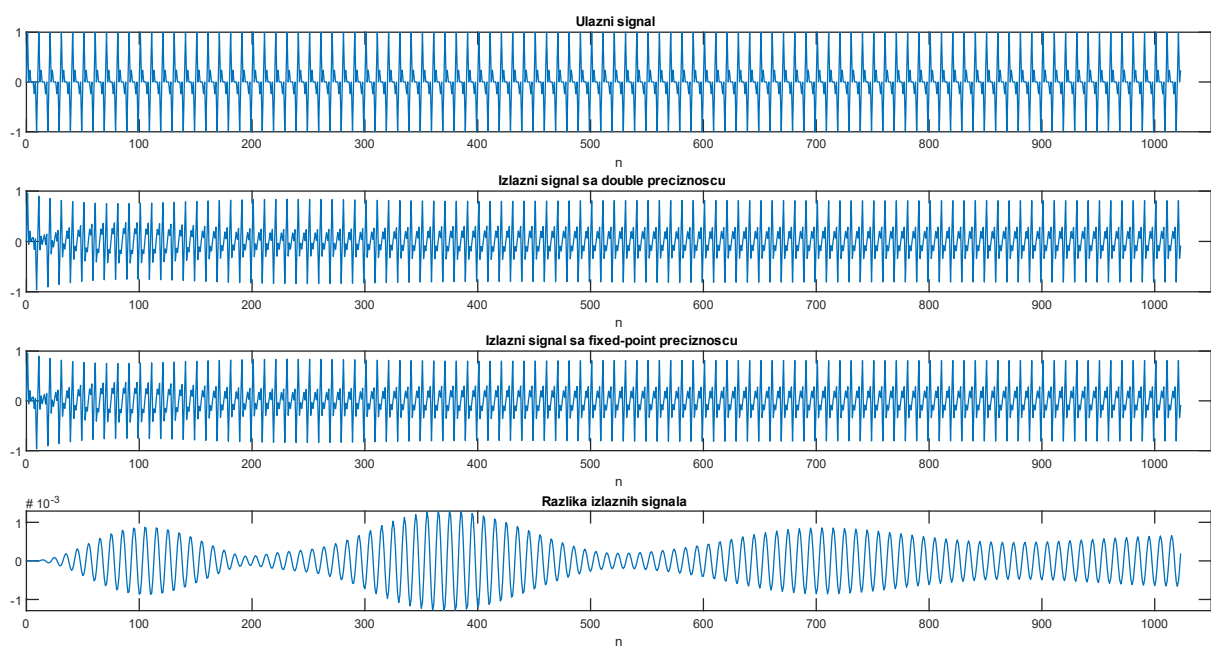 Ulazni signal
1
0
-1
0 100 200 300 400 500 600 700 800 900 1000
n
Izlazni signal sa double preciznoscu
1
0
-1
0 100 200 300 400 500 600 700 800 900 1000
n
Izlazni signal sa fixed-point preciznoscu
1
0
-1
0 100 200 300 400 500 600 700 800 900 1000
n
# 10⁻³ Razlika izlaznih signala
1
0
-1
0 100 200 300 400 500 600 700 800 900 1000
n